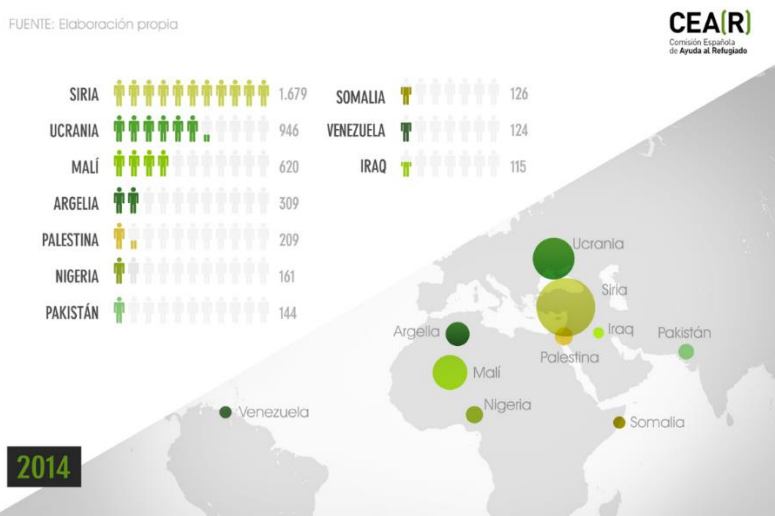 FUENTE: Elaboración propia
CEA(R)
Comisión Española
de Ayuda al Refugiado
SIRIA 1.679
UCRANIA 946
MALÍ 620
ARGELIA 309
PALESTINA 209
NIGERIA 161
PAKISTÁN 144
SOMALIA 126
VENEZUELA 124
IRAQ 115
Ucrania
Siria
Argelia
Iraq
Pakistán
Palestina
Malí
Nigeria
Venezuela
Somalia
2014